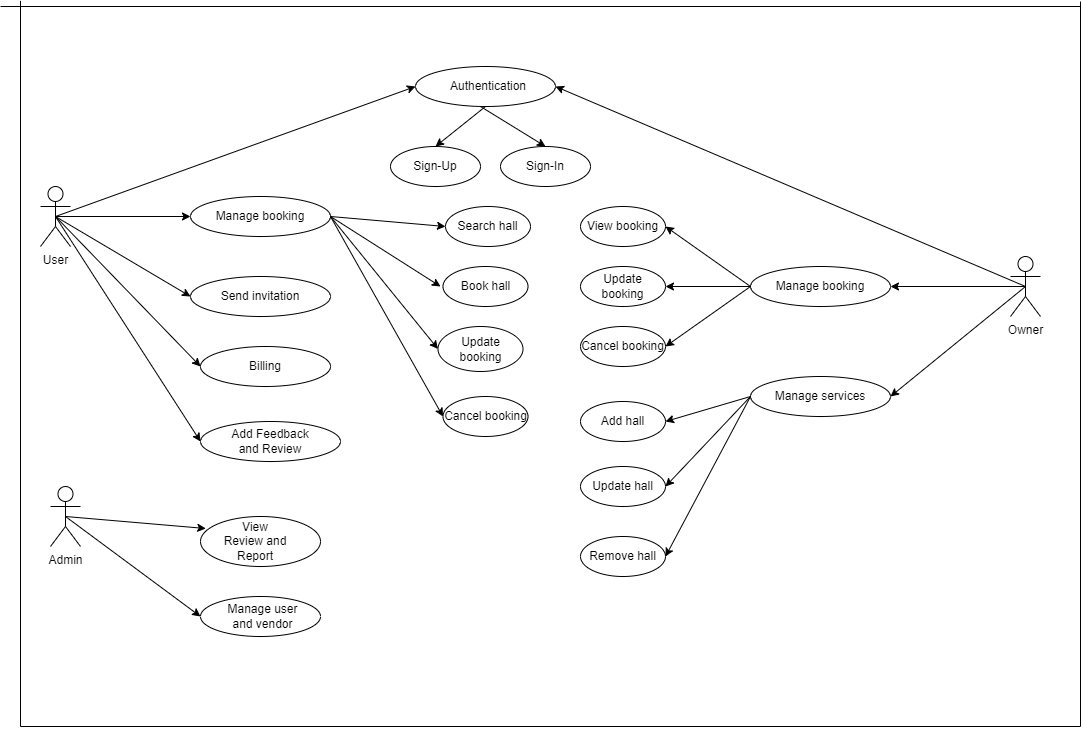 Authentication
Sign-Up
Sign-In
User
Manage booking
Search hall
Book hall
Update
booking
Cancel booking
Send invitation
Billing
Add Feedback
and Review
View booking
Update
booking
Cancel booking
Manage booking
Owner
Manage services
Add hall
Update hall
Remove hall
Admin
View
Review and
Report
Manage user
and vendor